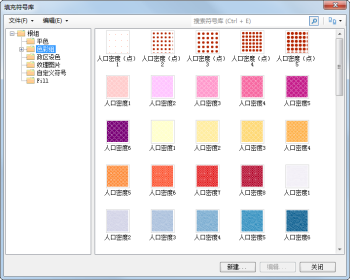 填充符号库
文件(F) 编辑(E) 搜索符号库 (Ctrl + E)
根组
单色
色彩组
政区设色
纹理图片
自定义符号
Fill
人口密度（点） 人口密度（点）2 人口密度（点）3 人口密度（点）4 人口密度（点）5
人口密度1 人口密度2 人口密度3 人口密度4 人口密度5
人口密度6 人口密度1 人口密度2 人口密度3 人口密度4
人口密度5 人口密度6 人口密度7 人口密度8 人口密度1
人口密度2 人口密度3 人口密度4 人口密度5 人口密度6
新建... 编辑... 关闭